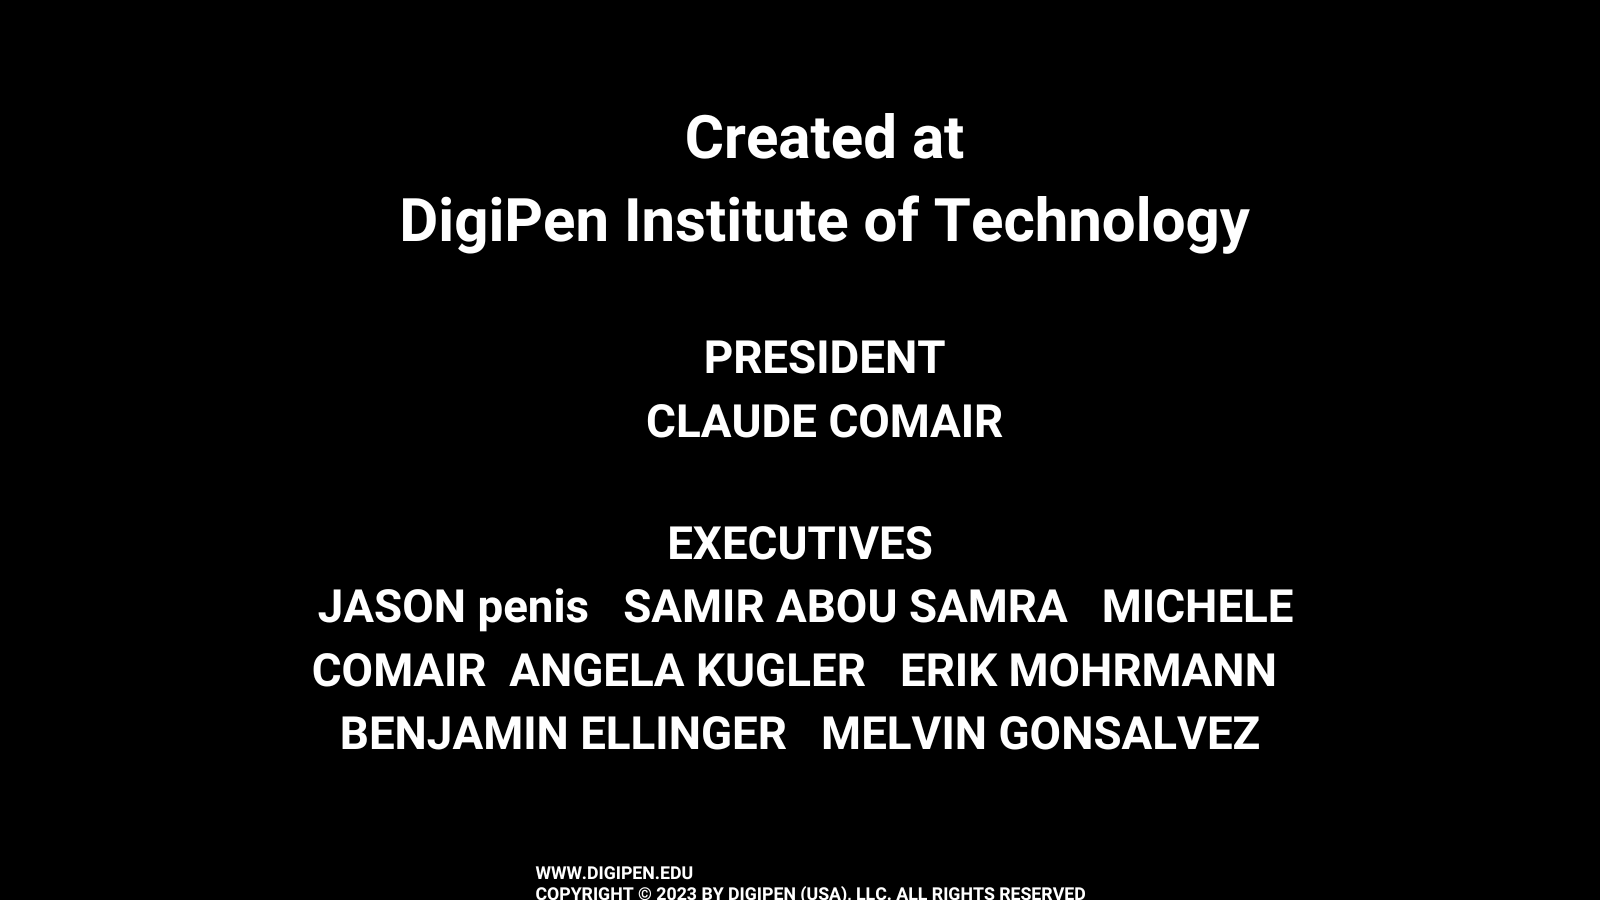 Created at
DigiPen Institute of Technology
PRESIDENT
CLAUDE COMAIR
EXECUTIVES
JASON penis SAMIR ABOU SAMRA MICHELE
COMAIR ANGELA KUGLER ERIK MOHRMANN
BENJAMIN ELLINGER MELVIN GONSALVEZ
WWW.DIGIPEN.EDU
COPYRIGHT © 2023 BY DIGIPEN (USA), LLC. ALL RIGHTS RESERVED